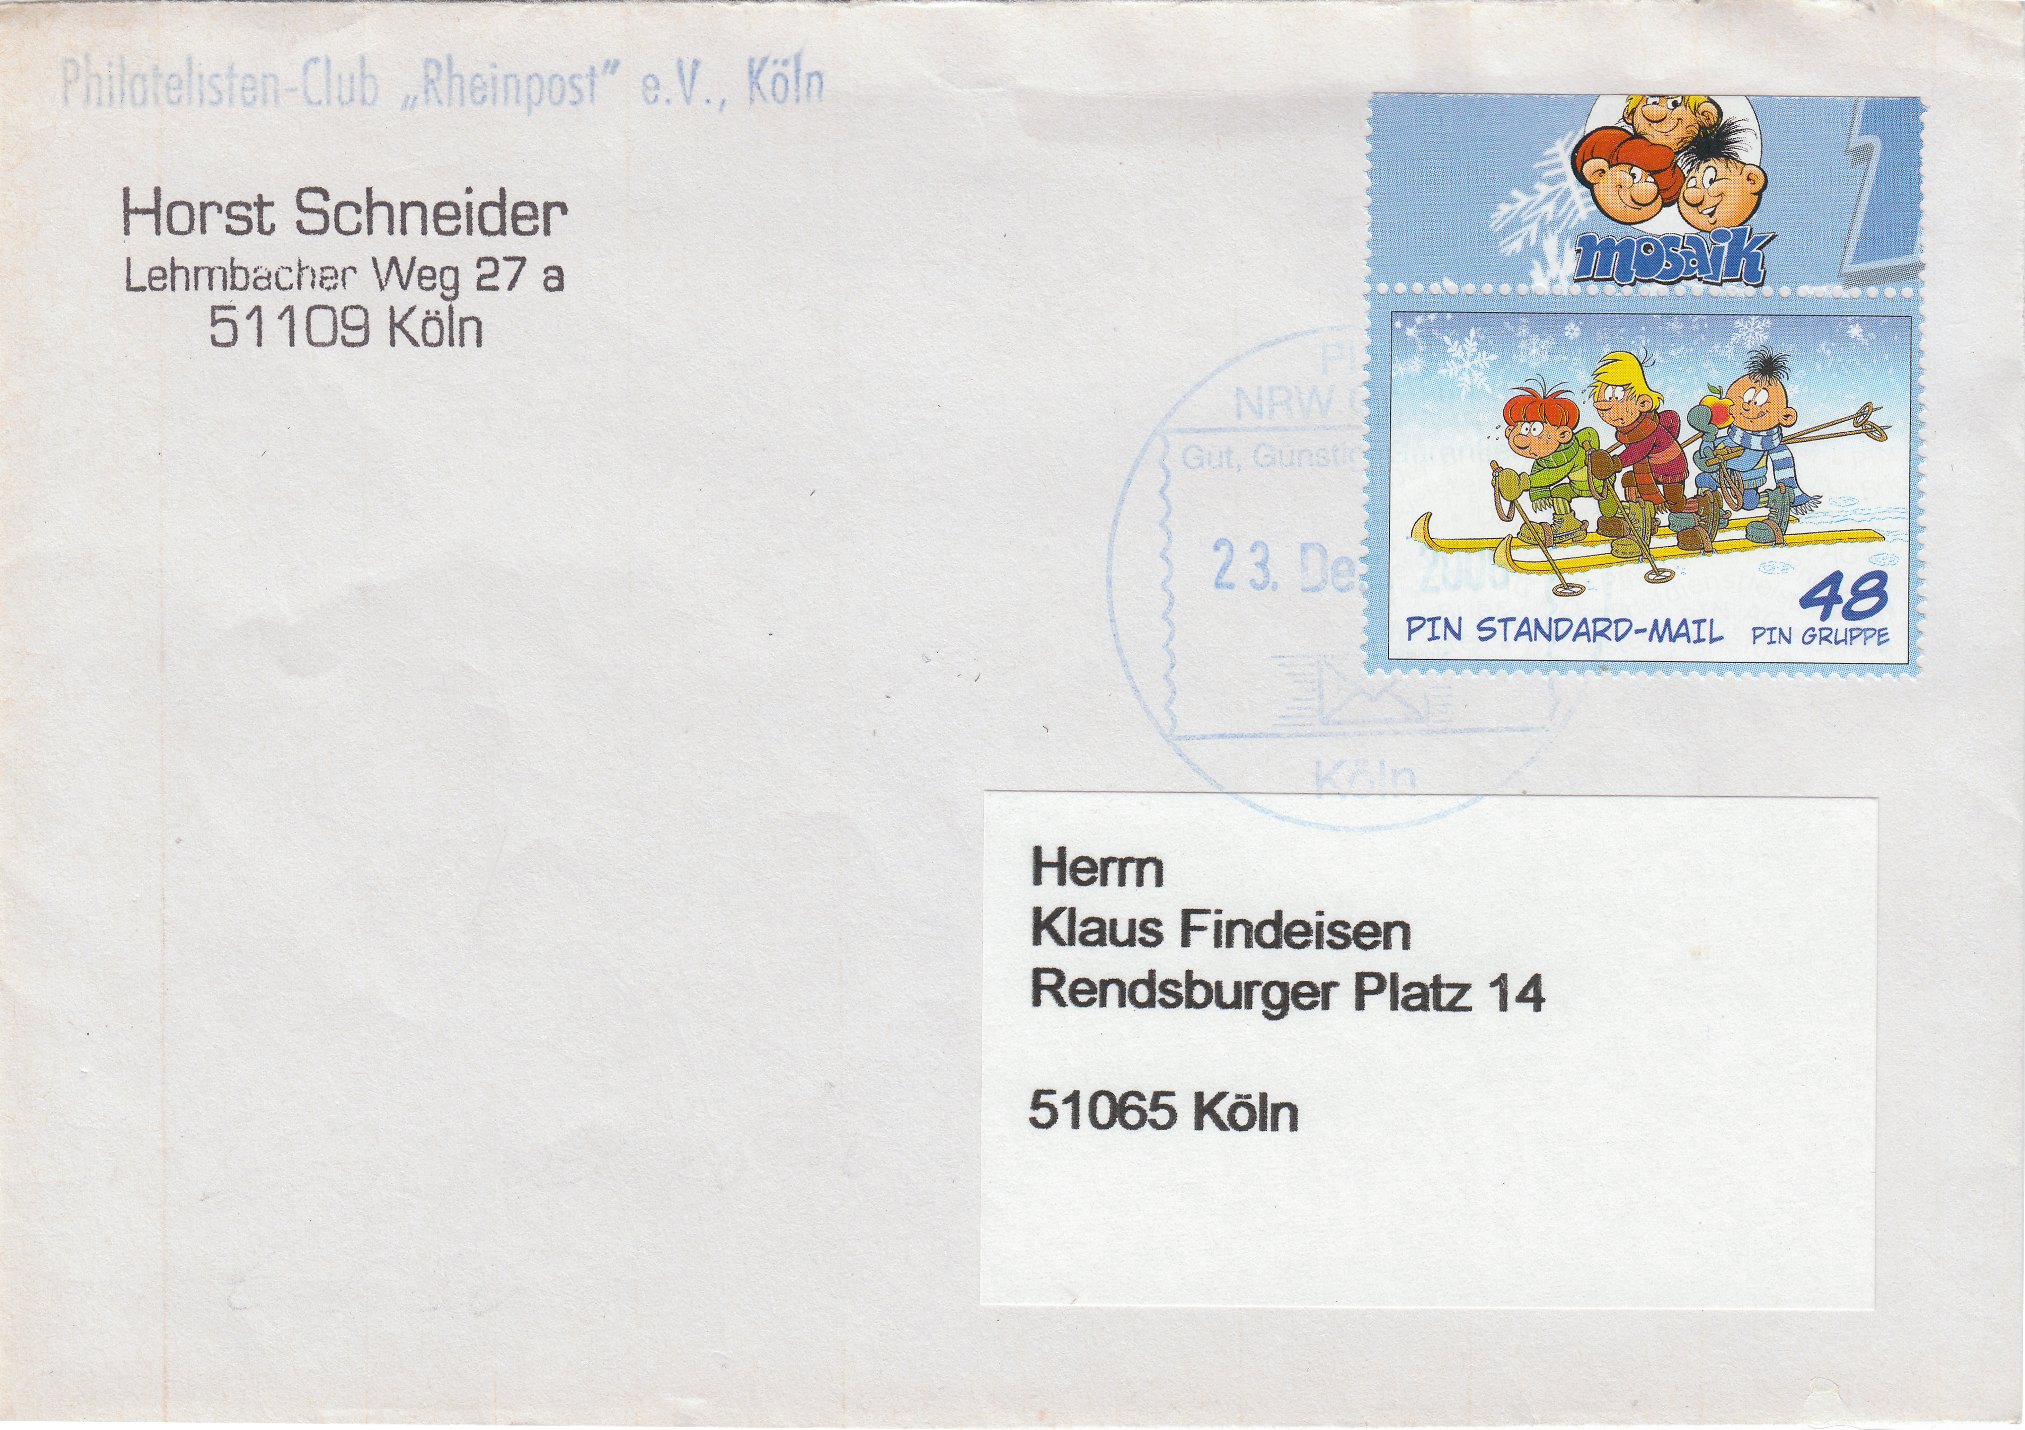 Philatelisten-Club „Rheinpost" e.V., Köln
Horst Schneider
Lehmbacher Weg 27 a
51109 Köln
mosaik
NRW
Gut, Günstig
23. De
PIN STANDARD-MAIL
48
PIN GRUPPE
Köln
Herrn
Klaus Findeisen
Rendsburger Platz 14
51065 Köln